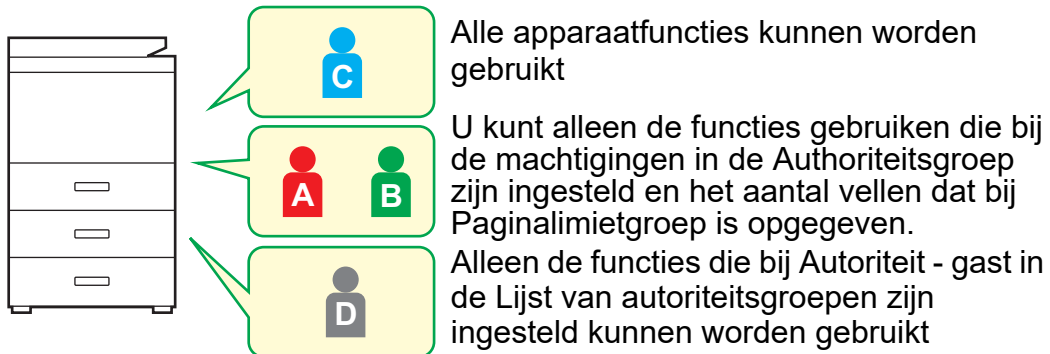 C
Alle apparaatfuncties kunnen worden
gebruikt
A B
U kunt alleen de functies gebruiken die bij
de machtigingen in de Authoriteitsgroep
zijn ingesteld en het aantal vellen dat bij
Paginalimietgroep is opgegeven.
D
Alleen de functies die bij Autoriteit - gast in
de Lijst van autoriteitsgroepen zijn
ingesteld kunnen worden gebruikt